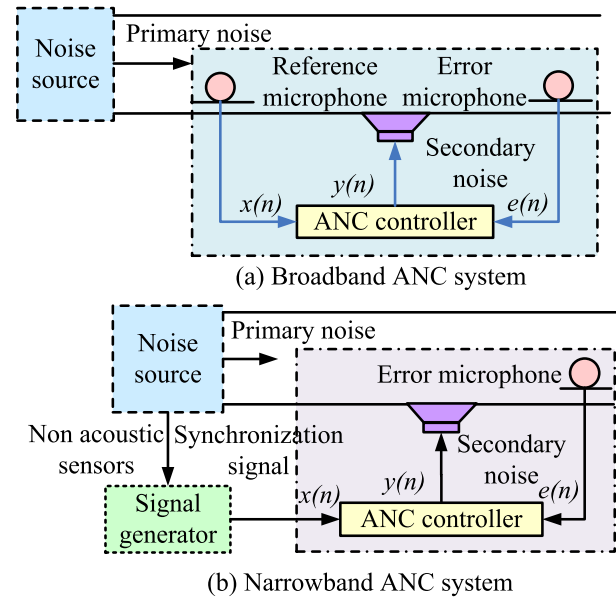 Noise
source
Primary noise
Reference
microphone
Error
microphone
Secondary
noise
x(n)
y(n)
e(n)
ANC controller
(a) Broadband ANC system
Noise
source
Primary noise
Error microphone
Non acoustic
sensors
Synchronization
signal
Secondary
noise
Signal
generator
x(n)
y(n)
e(n)
ANC controller
(b) Narrowband ANC system